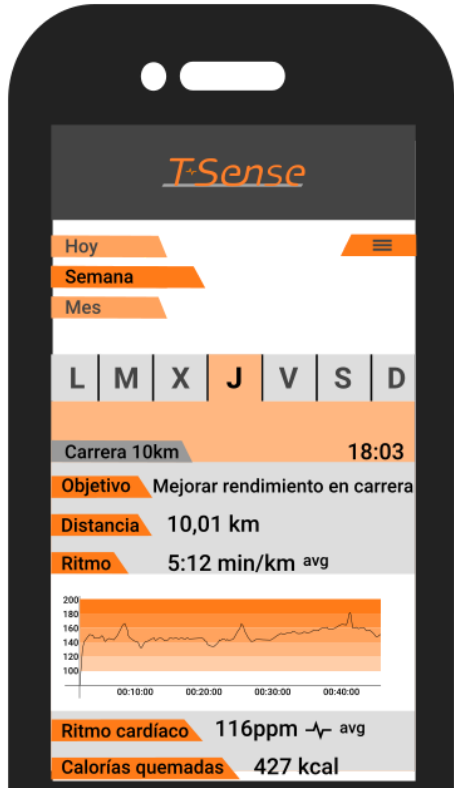 T-Sense
Hoy
Semana
Mes
L M X J V S D
Carrera 10km 18:03
Objetivo Mejorar rendimiento en carrera
Distancia 10,01 km
Ritmo 5:12 min/km avg
200
180
160
140
120
100
00:10:00 00:20:00 00:30:00 00:40:00
Ritmo cardíaco 116ppm avg
Calorías quemadas 427 kcal